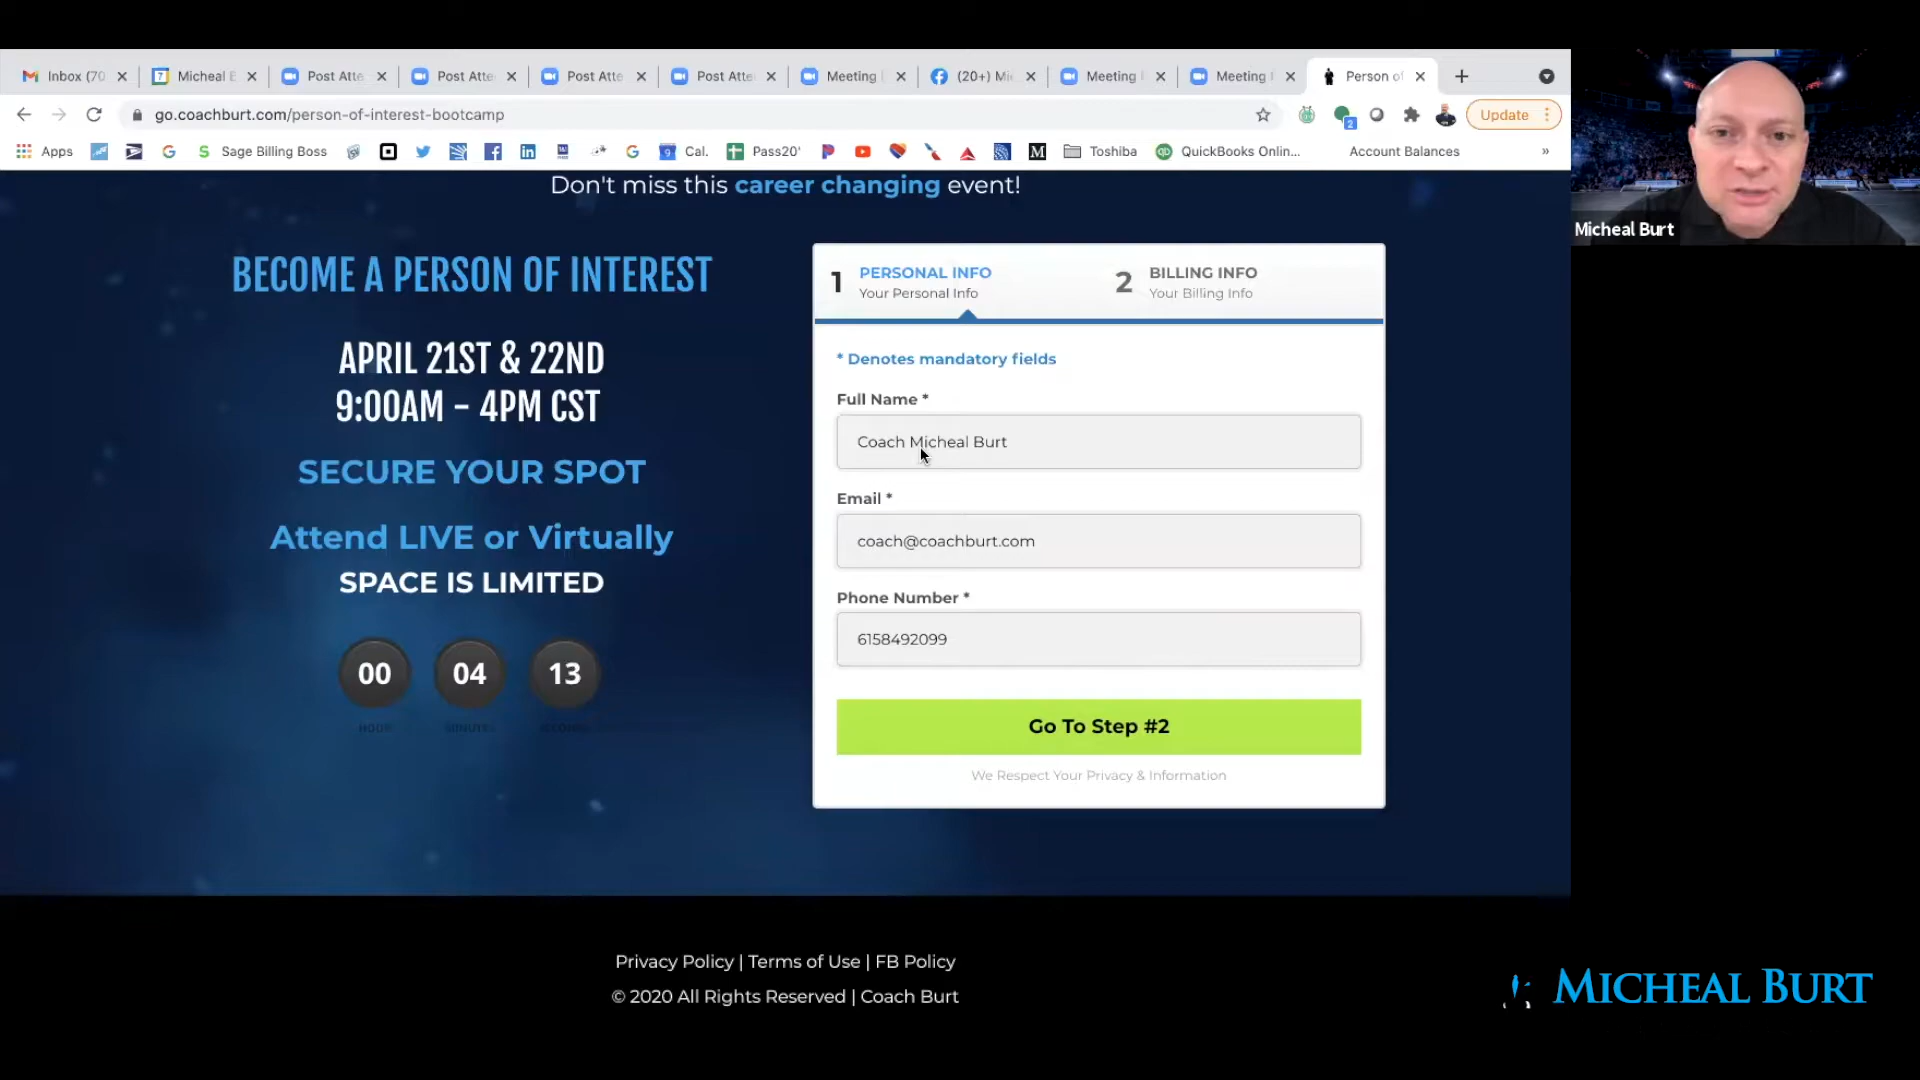 Inbox (70
Micheal B
Post Atte
Post Atte
Post Atte
Post Atte
Meeting
(20+) Mi
Meeting
Meeting
Person of
go.coachburt.com/person-of-interest-bootcamp
2
Update
Apps
Sage Billing Boss
Cal.
Pass20'
Toshiba
QuickBooks Onlin...
Account Balances
»
Micheal Burt
Don't miss this career changing event!
BECOME A PERSON OF INTEREST
APRIL 21ST & 22ND
9:00AM - 4PM CST
SECURE YOUR SPOT
Attend LIVE or Virtually
SPACE IS LIMITED
00 04 13
HOUR MINUTES SECONDS
1 PERSONAL INFO
Your Personal Info
2 BILLING INFO
Your Billing Info
* Denotes mandatory fields
Full Name *
Coach Micheal Burt
Email *
coach@coachburt.com
Phone Number *
6158492099
Go To Step #2
We Respect Your Privacy & Information
Privacy Policy | Terms of Use | FB Policy
© 2020 All Rights Reserved | Coach Burt
MICHEAL BURT